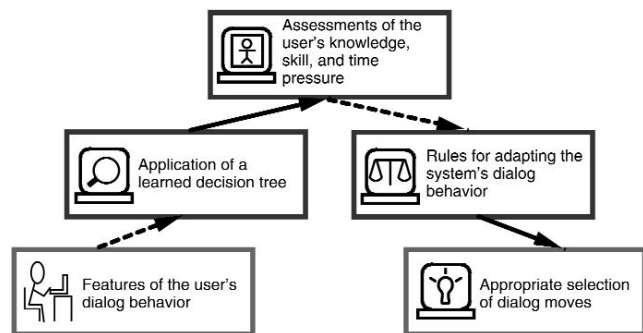 Assessments of the
user's knowledge,
skill, and time
pressure
Application of a
learned decision tree
Rules for adapting the
system's dialog
behavior
Features of the user's
dialog behavior
Appropriate selection
of dialog moves